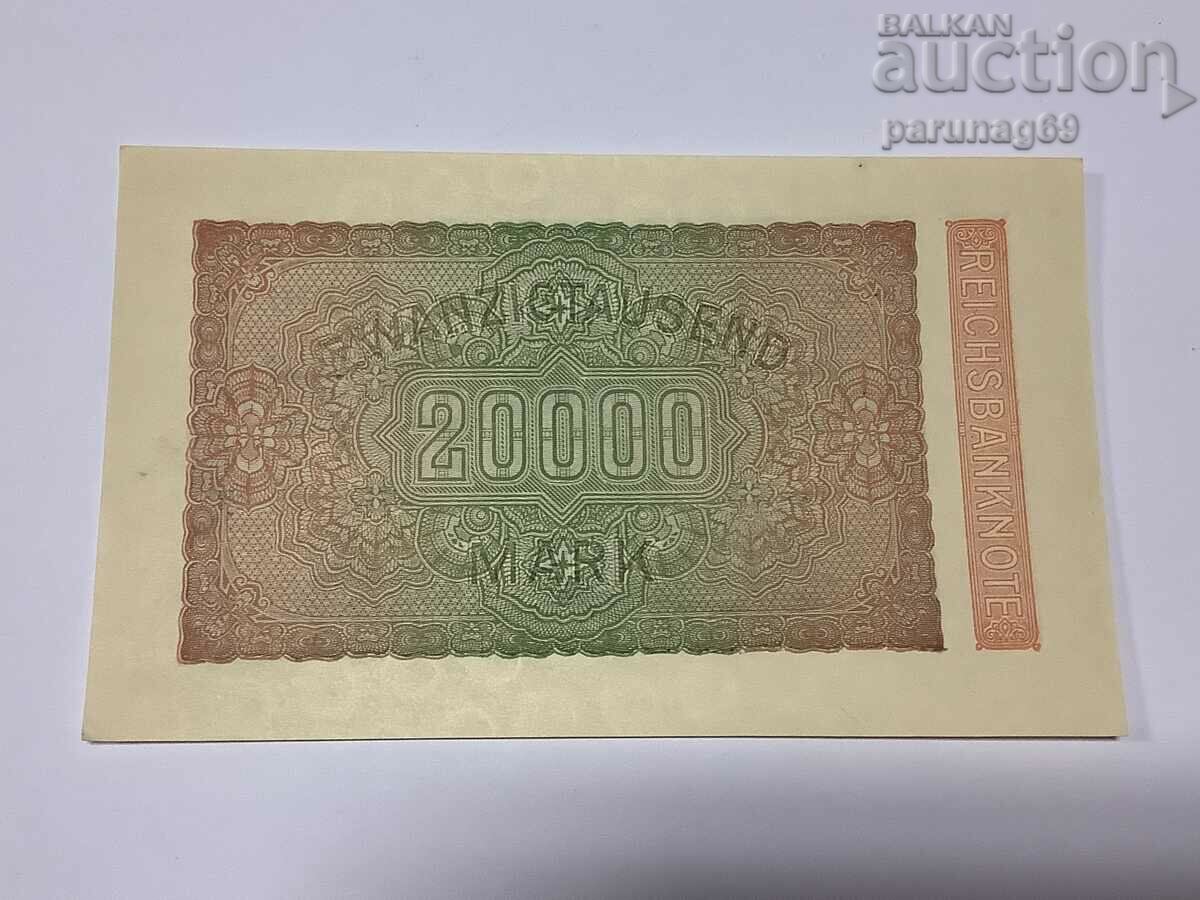 BALKAN
auction
parunag69
ZWANZIGTAUSEND
20000
MARK
REICHSBANKNOTE